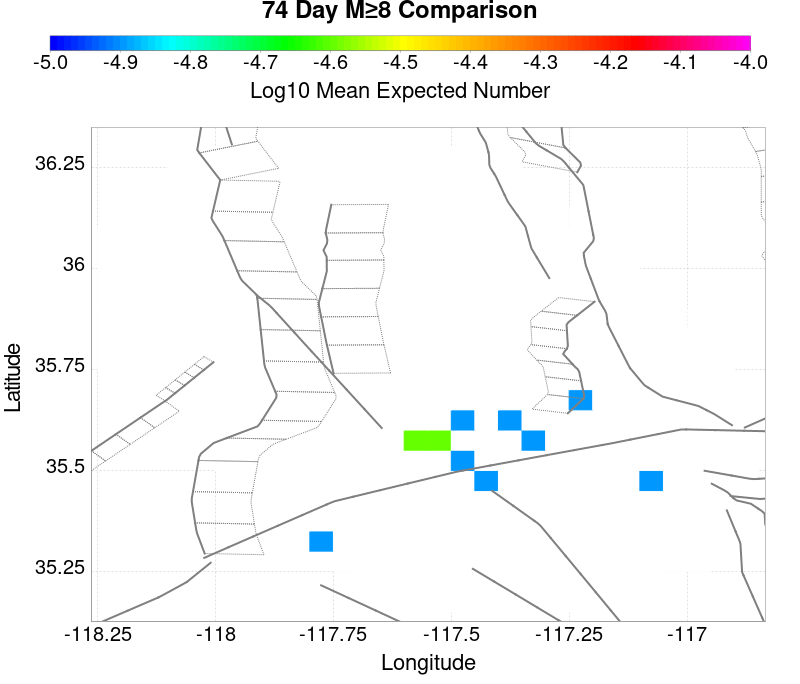 74 Day M≥8 Comparison
-5.0 -4.9 -4.8 -4.7 -4.6 -4.5 -4.4 -4.3 -4.2 -4.1 -4.0
Log10 Mean Expected Number
36.25
36
35.75
35.5
35.25
Latitude
-118.25 -118 -117.75 -117.5 -117.25 -117
Longitude